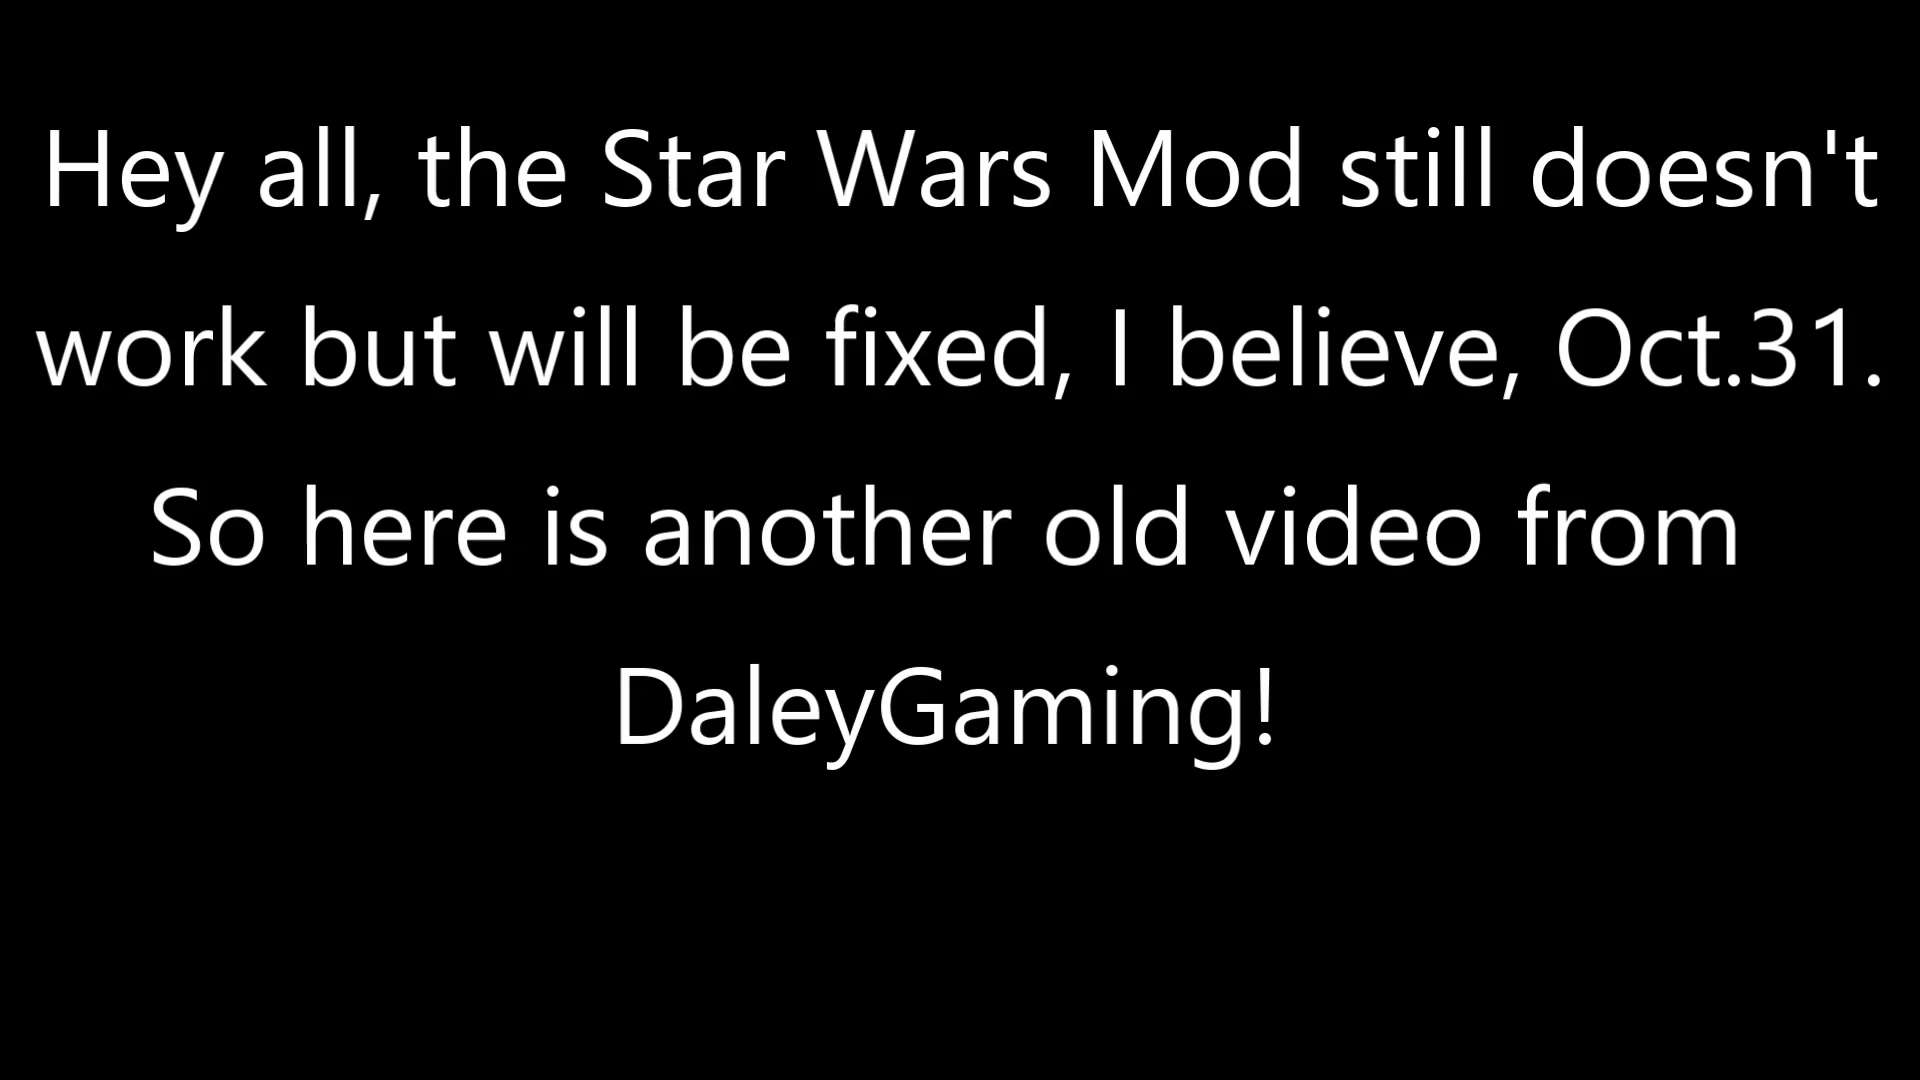 Hey all, the Star Wars Mod still doesn't
work but will be fixed, I believe, Oct.31.
So here is another old video from
DaleyGaming!